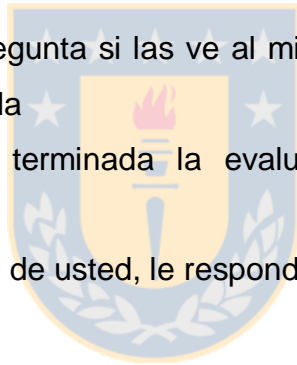 egunta si las ve al mi
la
terminada la evalu
de usted, le respond